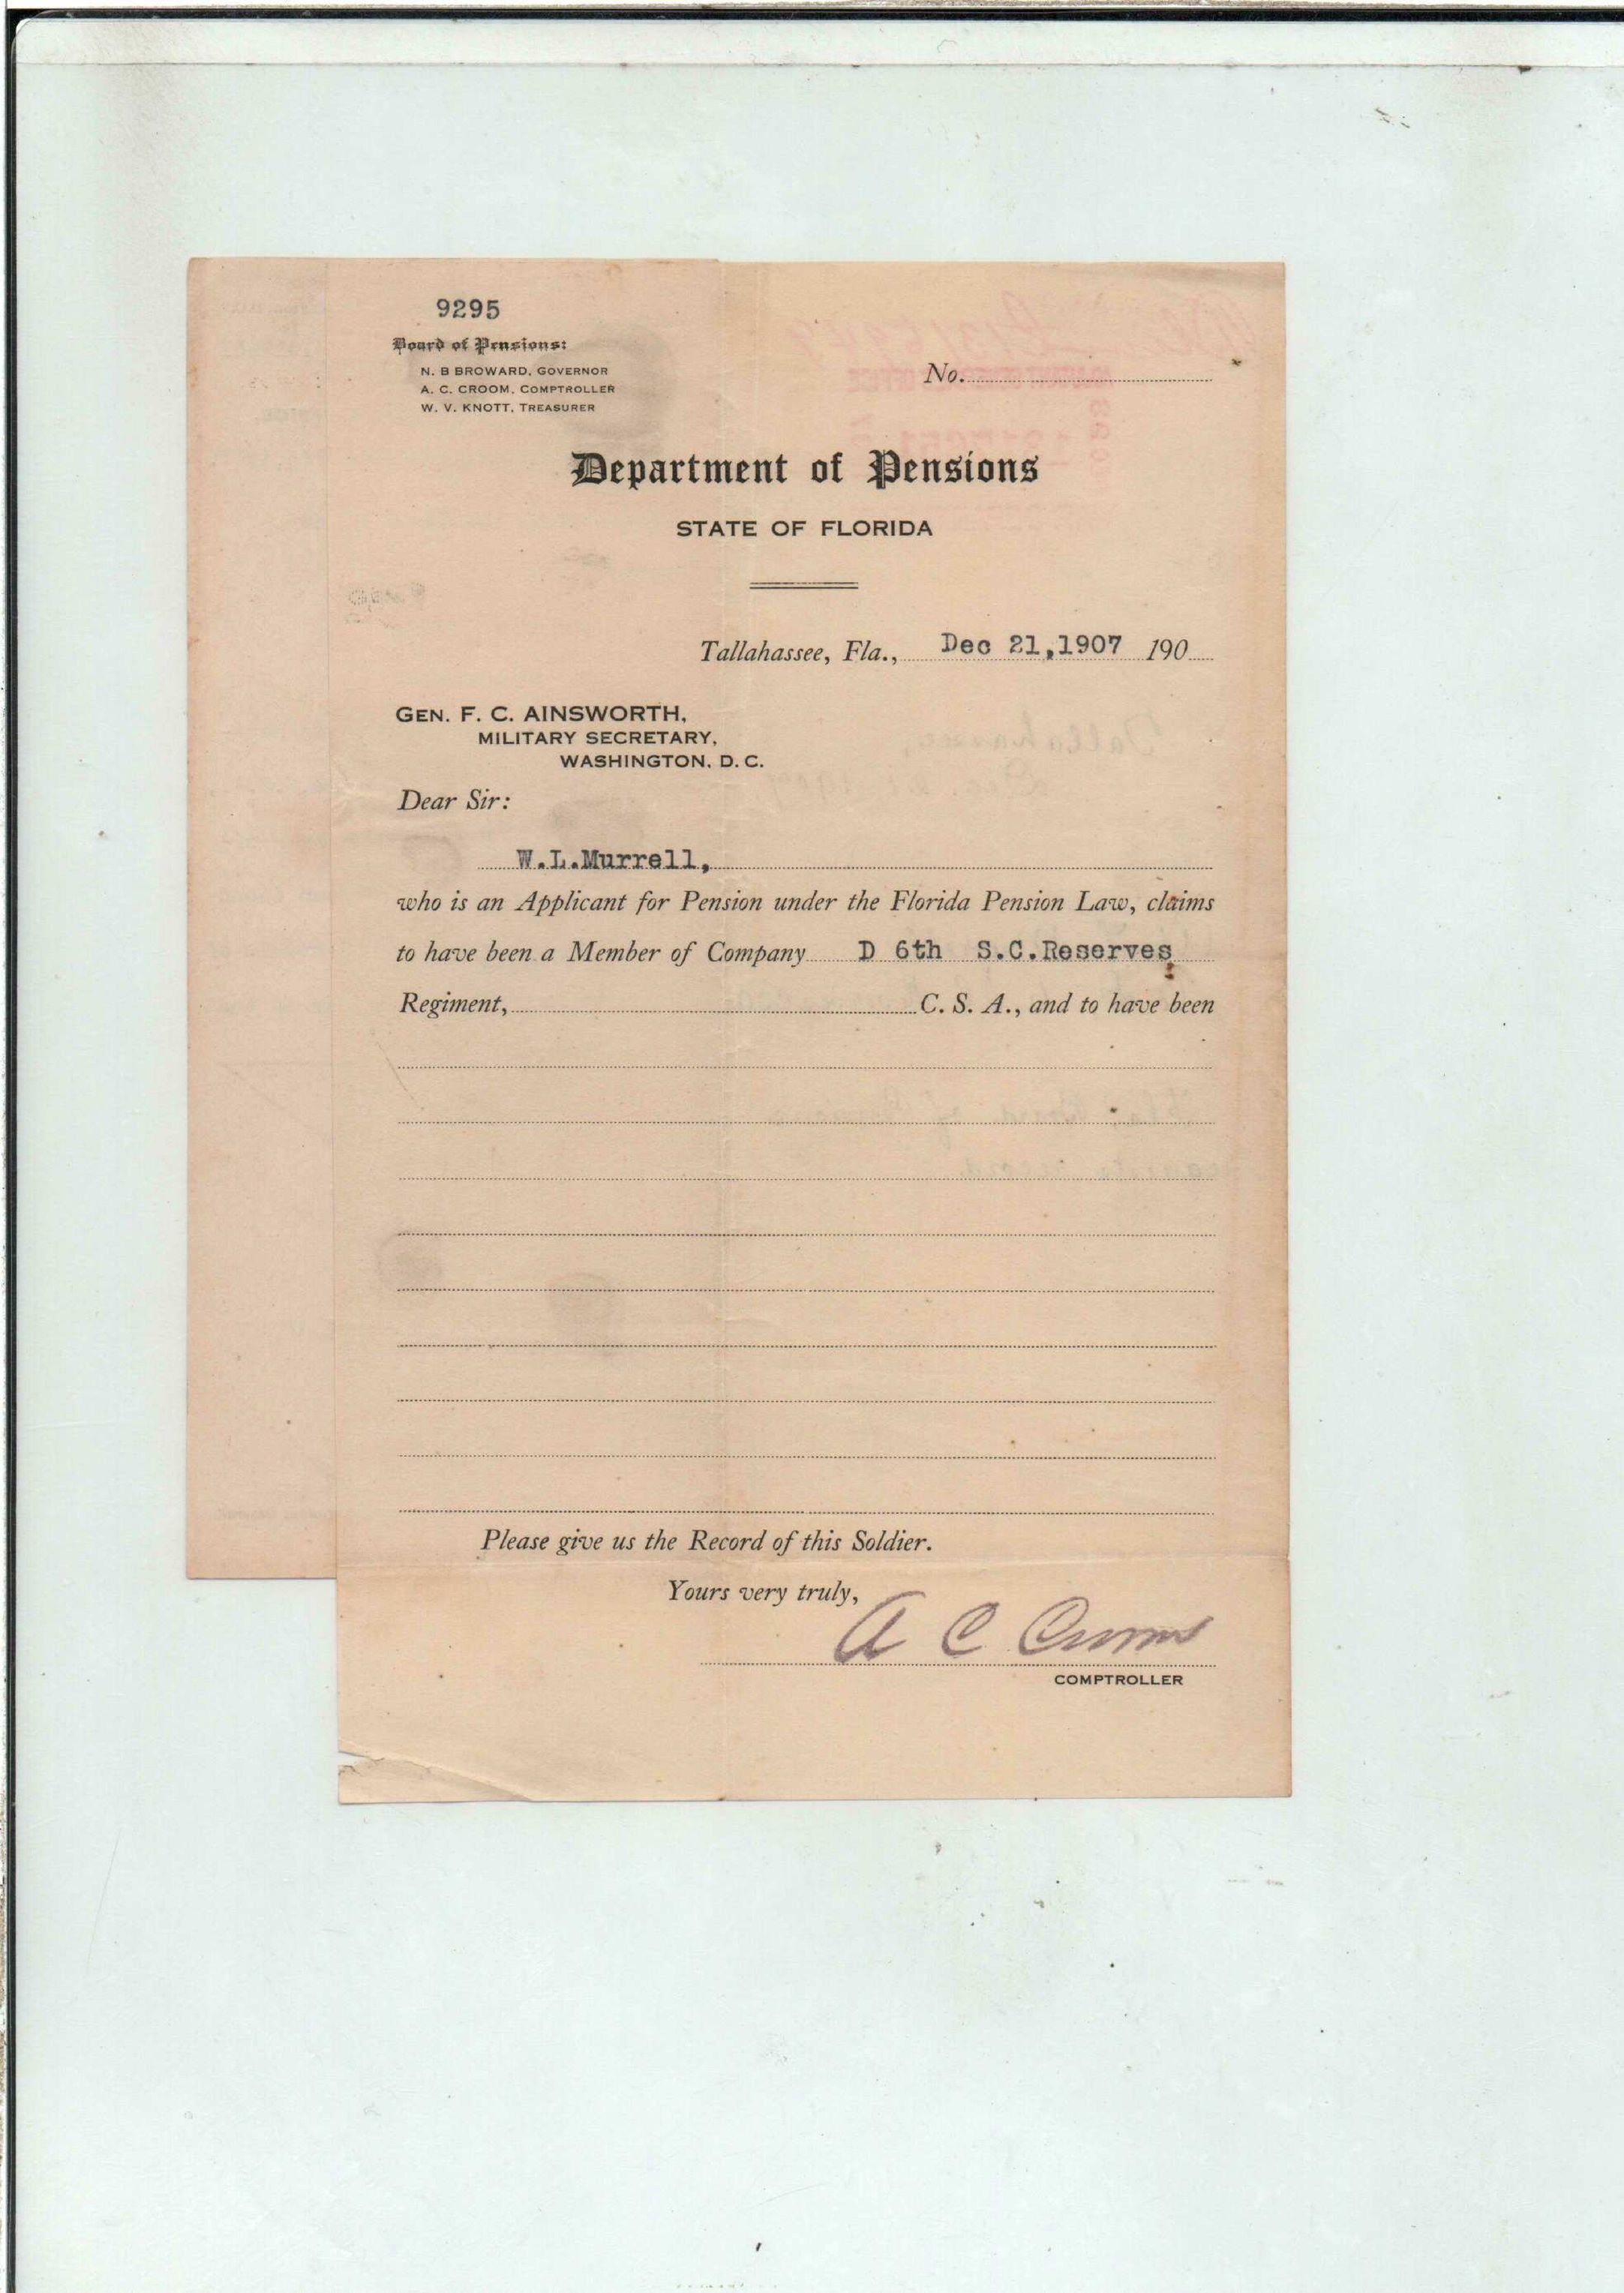 9295
Board of Pensions:
N. B BROWARD, GOVERNOR
A. C. CROOM, COMPTROLLER
W. V. KNOTT, TREASURER
No.
Department of Pensions
STATE OF FLORIDA
Tallahassee, Fla., Dec 21,1907 190
GEN. F. C. AINSWORTH,
MILITARY SECRETARY,
WASHINGTON, D. C.
Dear Sir:
W.L.Murrell,
who is an Applicant for Pension under the Florida Pension Law, claims
to have been a Member of Company D 6th S.C.Reserves
Regiment, C. S. A., and to have been
Please give us the Record of this Soldier.
Yours very truly,
A C Croom
COMPTROLLER